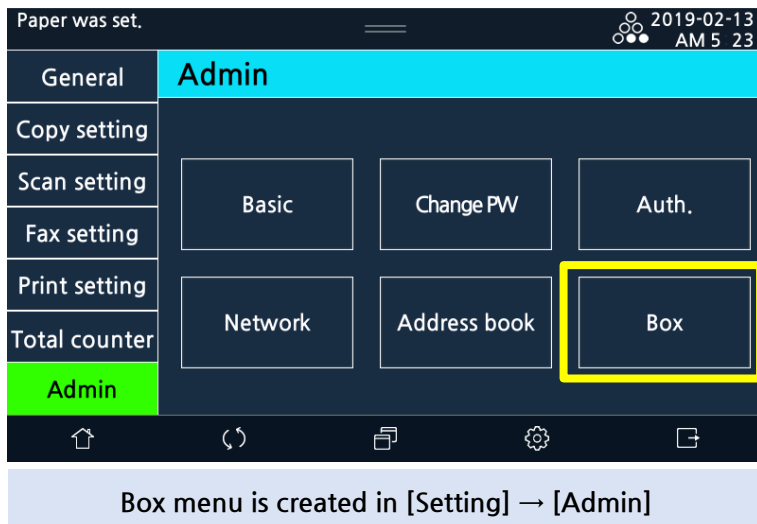 Paper was set.
2019-02-13
AM 5 23
General
Admin
Copy setting
Scan setting
Basic
Change PW
Auth.
Fax setting
Print setting
Network
Address book
Box
Total counter
Admin
Box menu is created in [Setting] → [Admin]